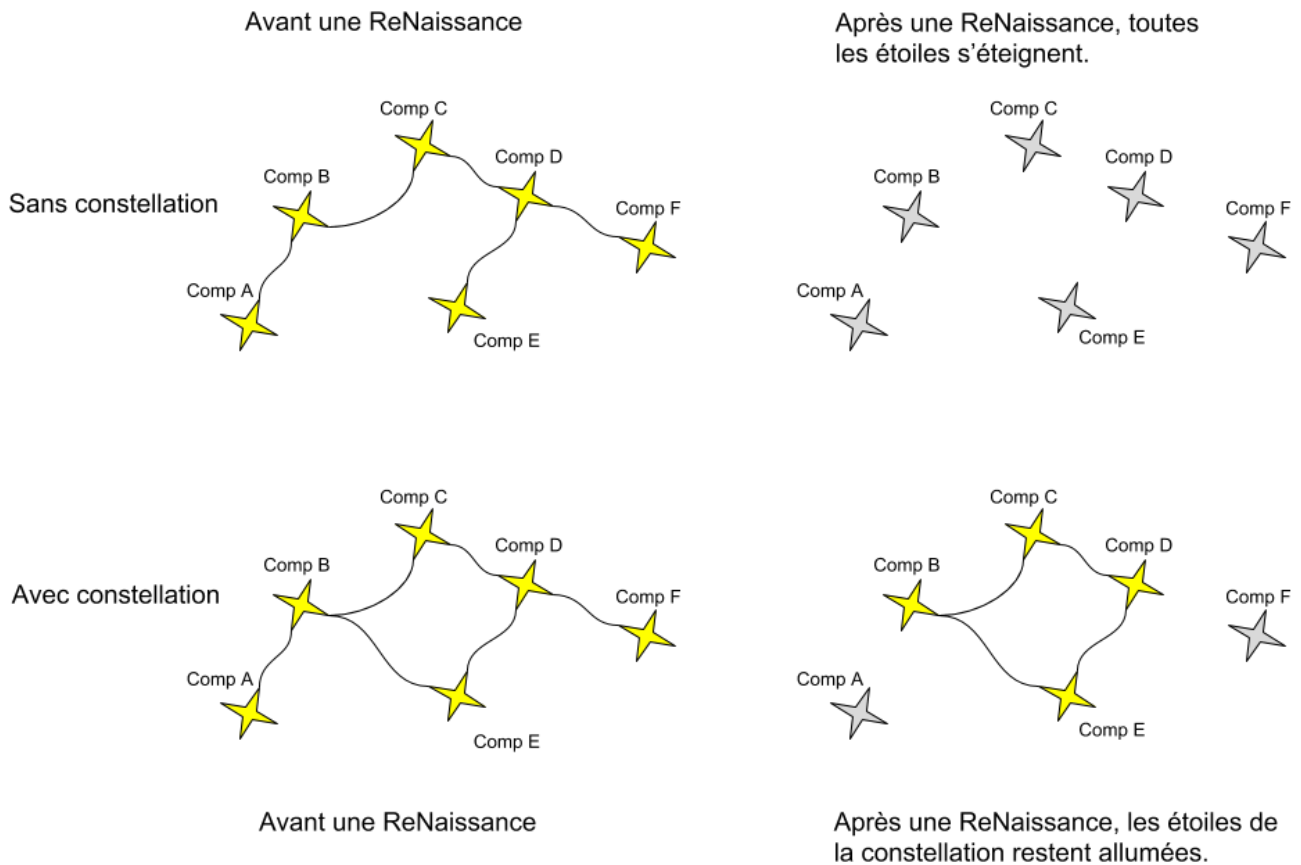 Avant une ReNaissance
Après une ReNaissance, toutes
les étoiles s'éteignent.
Sans constellation
Comp A
Comp B
Comp C
Comp D
Comp E
Comp F
Comp A
Comp B
Comp C
Comp D
Comp E
Comp F
Avec constellation
Comp A
Comp B
Comp C
Comp D
Comp E
Comp F
Comp A
Comp B
Comp C
Comp D
Comp E
Comp F
Avant une ReNaissance
Après une ReNaissance, les étoiles de
la constellation restent allumées.